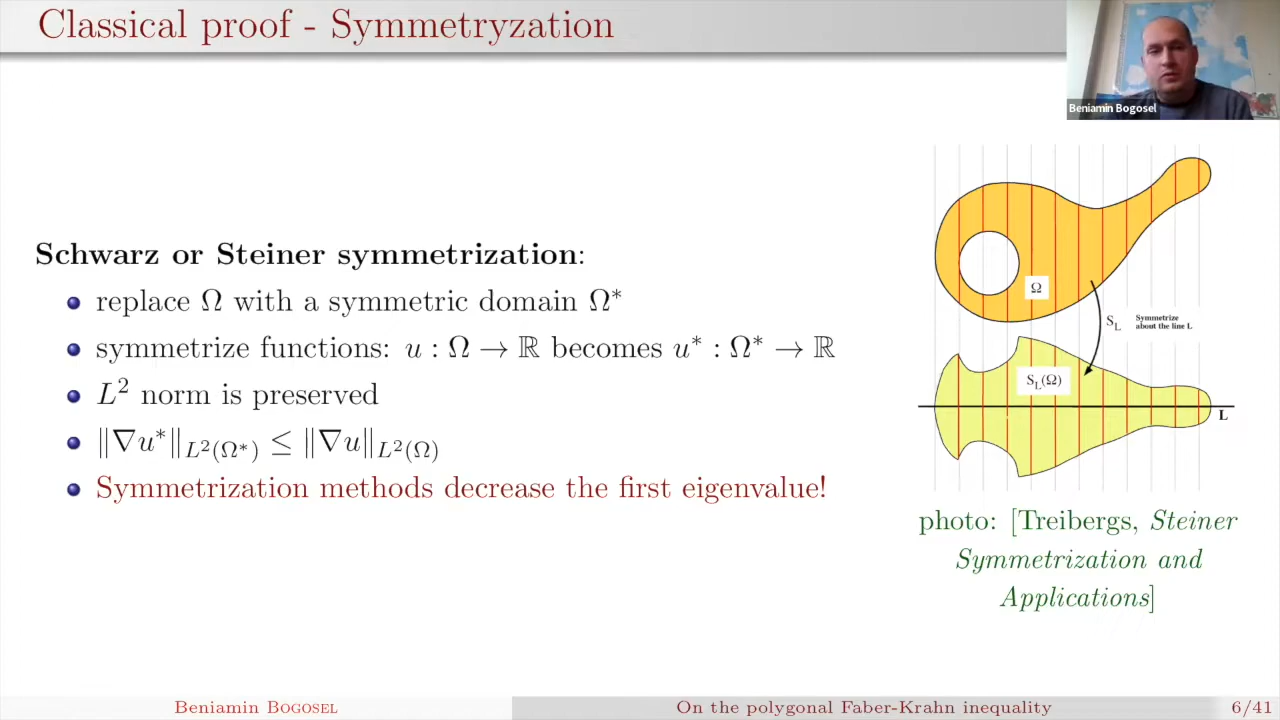 Classical proof - Symmetryzation
Beniamin Bogosel
Schwarz or Steiner symmetrization:
replace Ω with a symmetric domain Ω*
symmetrize functions: u : Ω → ℝ becomes u* : Ω* → ℝ
L² norm is preserved
‖∇u*‖_{L²(Ω*)} ≤ ‖∇u‖_{L²(Ω)}
Symmetrization methods decrease the first eigenvalue!
Ω
S_L
Symmetrize
about the line L
S_L(Ω)
L
photo: [Treibergs, Steiner
Symmetrization and
Applications]
Beniamin Bogosel
On the polygonal Faber-Krahn inequality
6/41